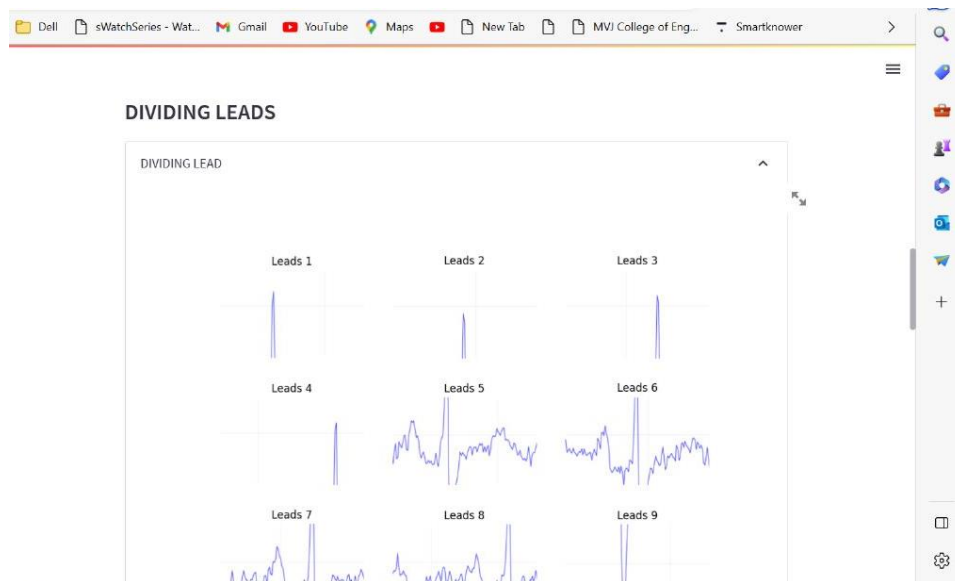 Dell sWatchSeries - Wat... Gmail YouTube Maps New Tab MVJ College of Eng... Smartknower
DIVIDING LEADS
DIVIDING LEAD
Leads 1 Leads 2 Leads 3
Leads 4 Leads 5 Leads 6
Leads 7 Leads 8 Leads 9